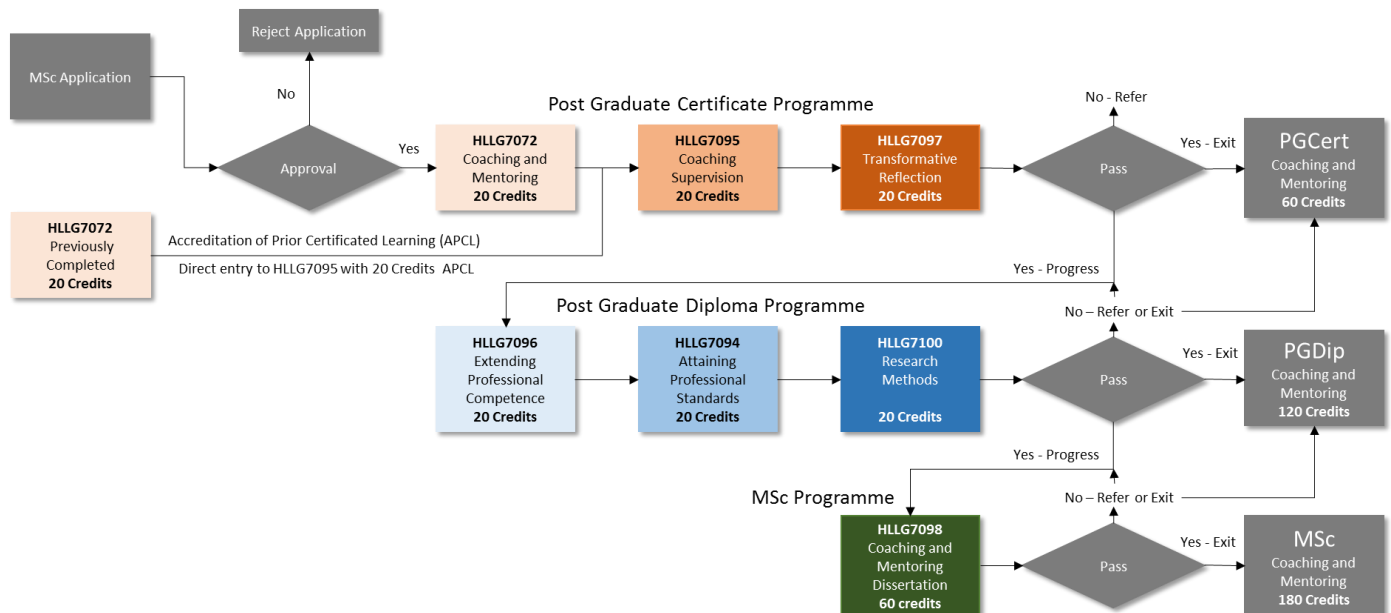 Reject Application
MSc Application
No
Post Graduate Certificate Programme
No - Refer
HLLG7072
Coaching and
Mentoring
20 Credits
HLLG7095
Coaching
Supervision
20 Credits
HLLG7097
Transformative
Reflection
20 Credits
Yes
Approval
Pass
Yes - Exit
PGCert
Coaching and
Mentoring
60 Credits
HLLG7072
Previously
Completed
20 Credits
Accreditation of Prior Certificated Learning (APCL)
Direct entry to HLLG7095 with 20 Credits APCL
Yes - Progress
Post Graduate Diploma Programme
No – Refer or Exit
HLLG7096
Extending
Professional
Competence
20 Credits
HLLG7094
Attaining
Professional
Standards
20 Credits
HLLG7100
Research
Methods
20 Credits
Pass
Yes - Exit
PGDip
Coaching and
Mentoring
120 Credits
Yes - Progress
MSc Programme
No – Refer or Exit
HLLG7098
Coaching and
Mentoring
Dissertation
60 credits
Pass
Yes - Exit
MSc
Coaching and
Mentoring
180 Credits